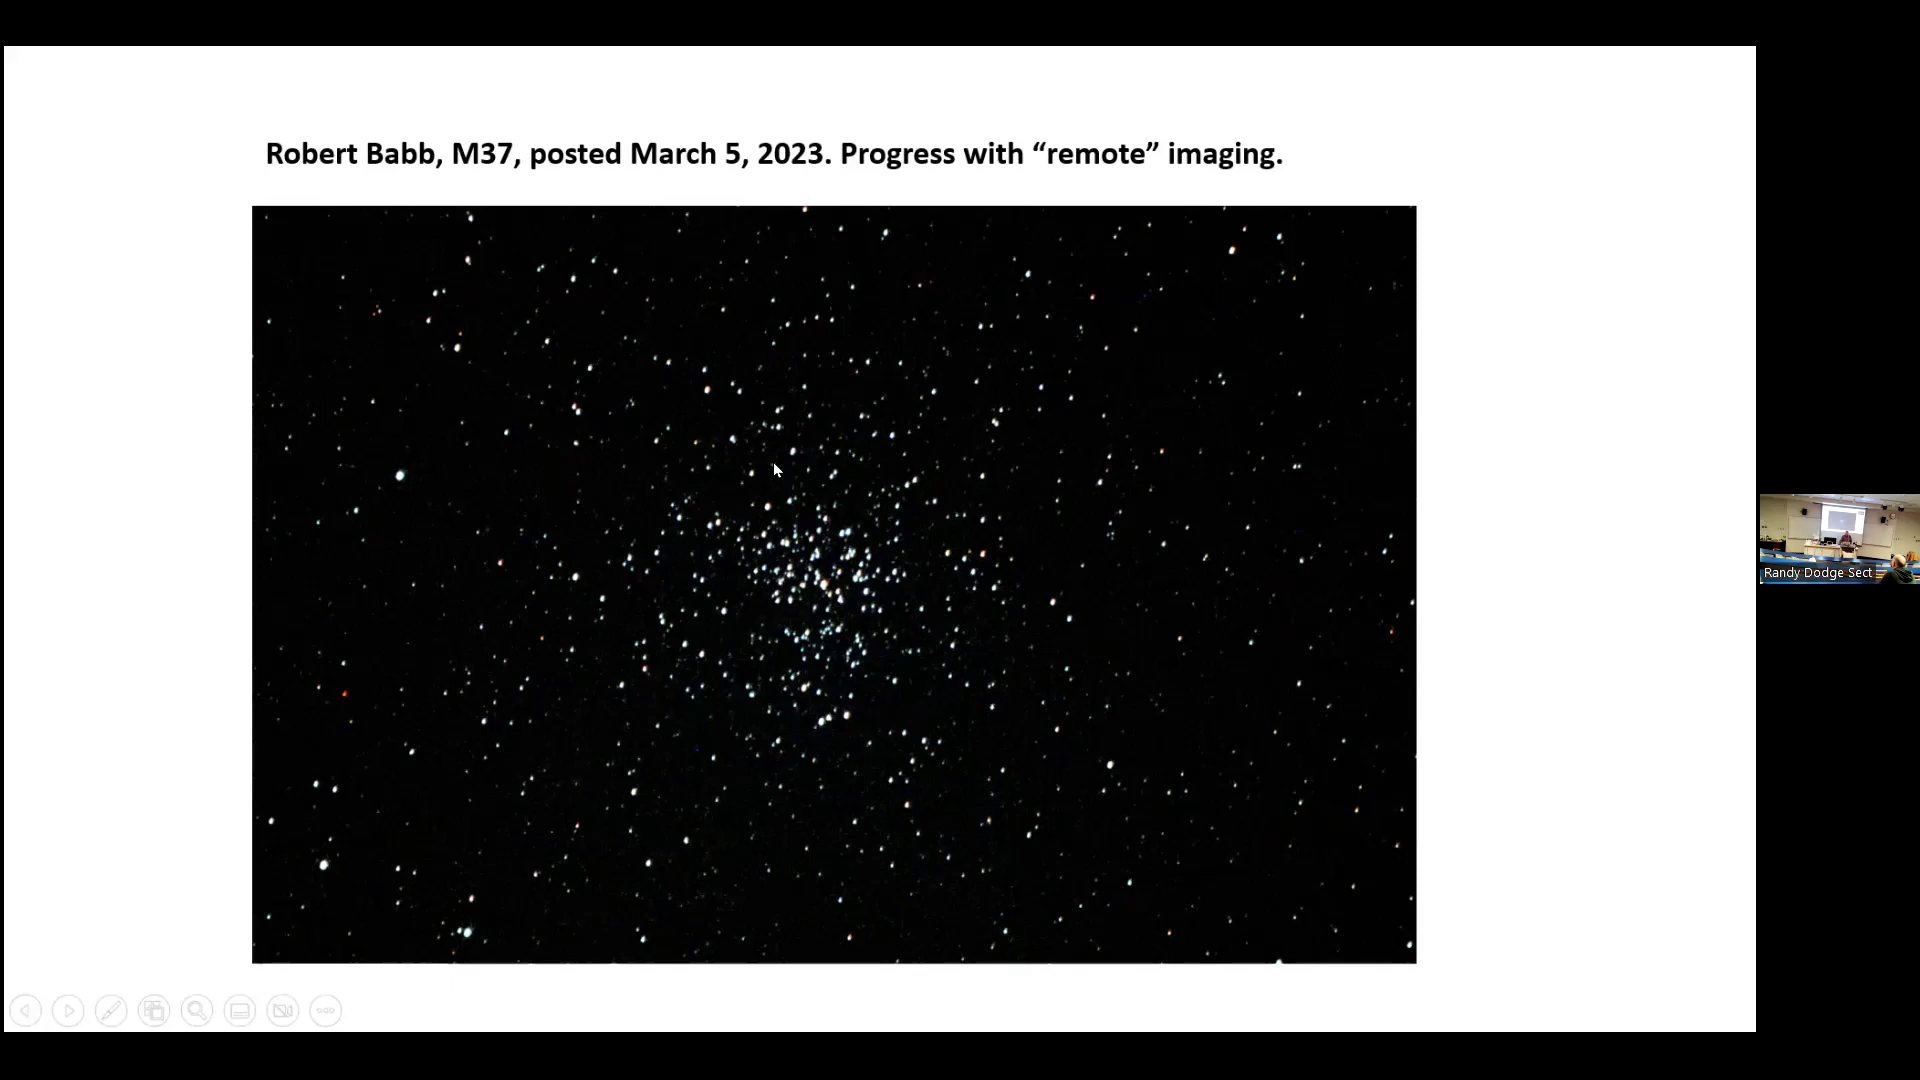 Robert Babb, M37, posted March 5, 2023. Progress with “remote” imaging.
Randy Dodge Sect